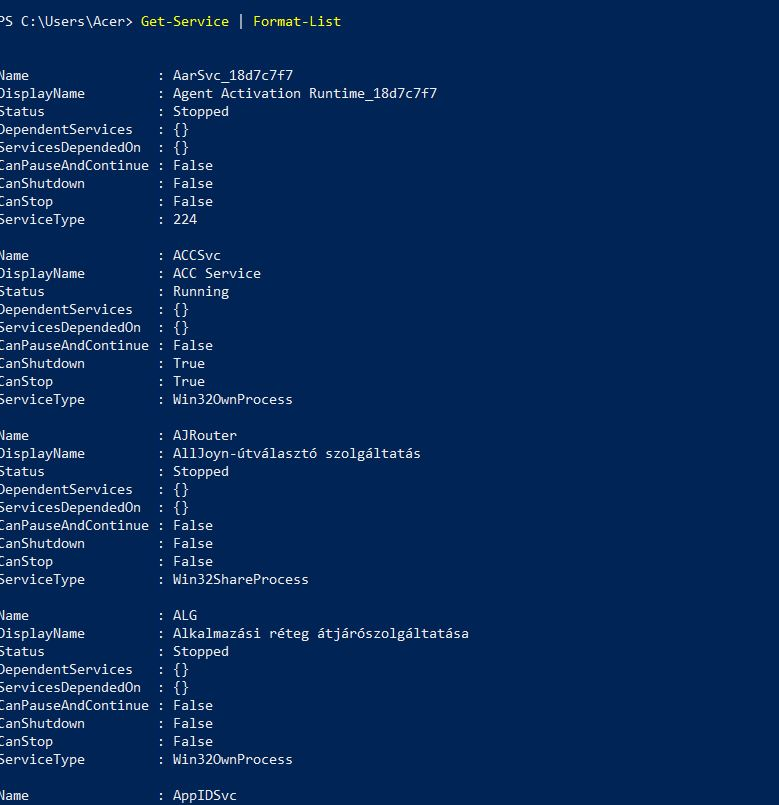 PS C:\Users\Acer> Get-Service | Format-List
Name : AarSvc_18d7c7f7
DisplayName : Agent Activation Runtime_18d7c7f7
Status : Stopped
DependentServices : {}
ServicesDependedOn : {}
CanPauseAndContinue : False
CanShutdown : False
CanStop : False
ServiceType : 224
Name : ACCSvc
DisplayName : ACC Service
Status : Running
DependentServices : {}
ServicesDependedOn : {}
CanPauseAndContinue : False
CanShutdown : True
CanStop : True
ServiceType : Win32OwnProcess
Name : AJRouter
DisplayName : AllJoyn-útválasztó szolgáltatás
Status : Stopped
DependentServices : {}
ServicesDependedOn : {}
CanPauseAndContinue : False
CanShutdown : False
CanStop : False
ServiceType : Win32ShareProcess
Name : ALG
DisplayName : Alkalmazási réteg átjárószolgáltatása
Status : Stopped
DependentServices : {}
ServicesDependedOn : {}
CanPauseAndContinue : False
CanShutdown : False
CanStop : False
ServiceType : Win32OwnProcess
Name : AppIDSvc